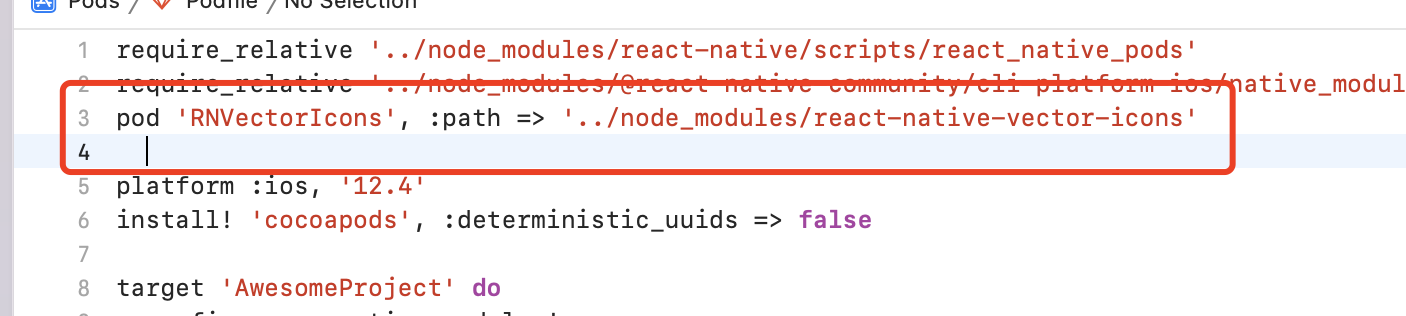 Pods / Podfile / No Selection
1 require_relative '../node_modules/react-native/scripts/react_native_pods'
2 require_relative '../node_modules/@react-native-community/cli-platform-ios/native_modul
3 pod 'RNVectorIcons', :path => '../node_modules/react-native-vector-icons'
4
5 platform :ios, '12.4'
6 install! 'cocoapods', :deterministic_uuids => false
7
8 target 'AwesomeProject' do